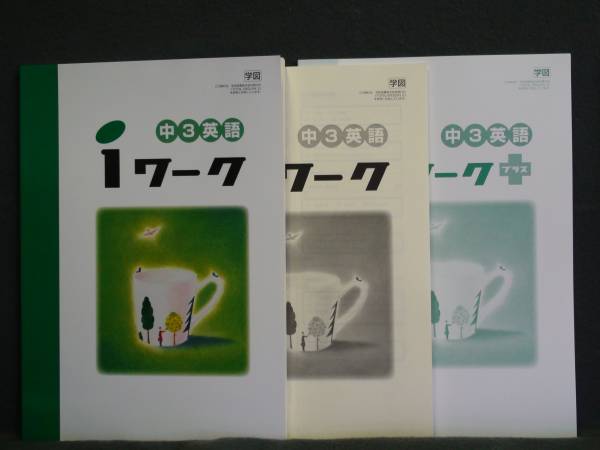 学図
中3英語
iワーク
学図
中3英語
ワーク
学図
中3英語
ワークプラス